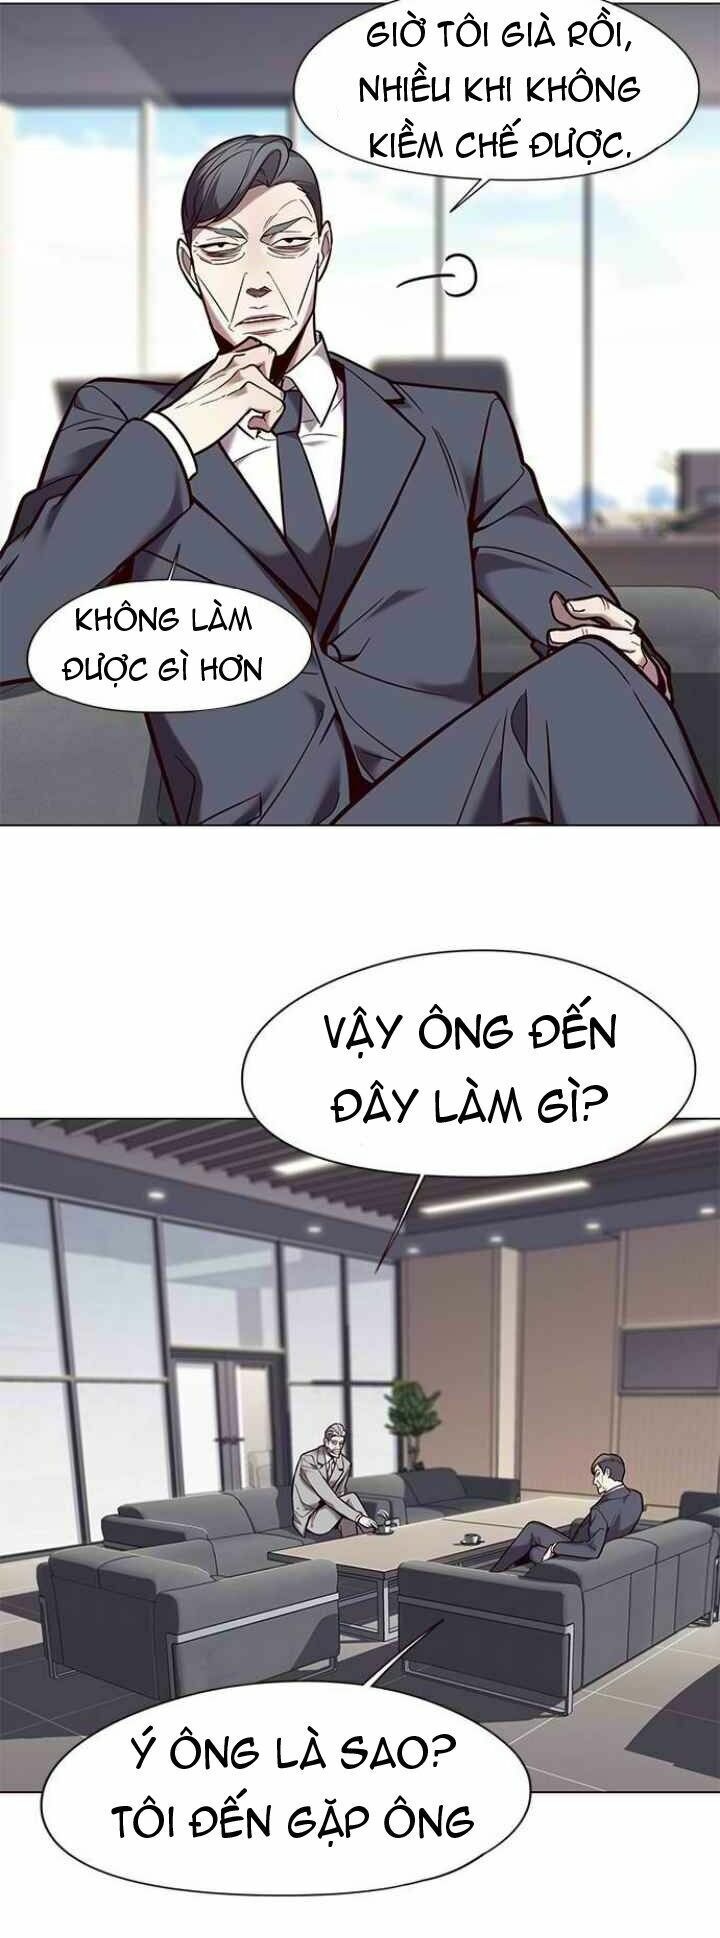 GIỜ TÔI GIÀ RỒI,
NHIỀU KHI KHÔNG
KIỀM CHẾ ĐƯỢC.
KHÔNG LÀM
ĐƯỢC GÌ HƠN
VẬY ÔNG ĐẾN
ĐÂY LÀM GÌ?
Ý ÔNG LÀ SAO?
TÔI ĐẾN GẶP ÔNG